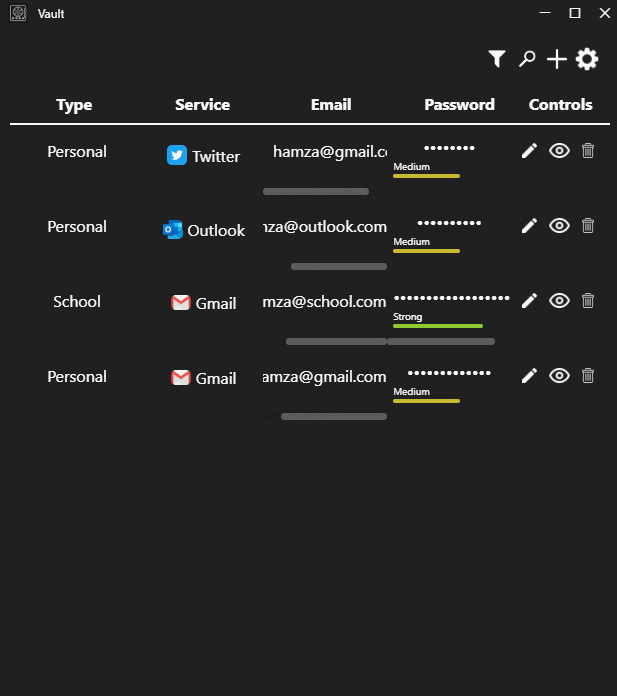 Vault
Type Service Email Password Controls
Personal Twitter hamza@gmail.c ••••••••
Medium
Personal Outlook nza@outlook.com ••••••••••
Medium
School Gmail mza@school.com ••••••••••••••••••
Strong
Personal Gmail amza@gmail.com •••••••••••••
Medium